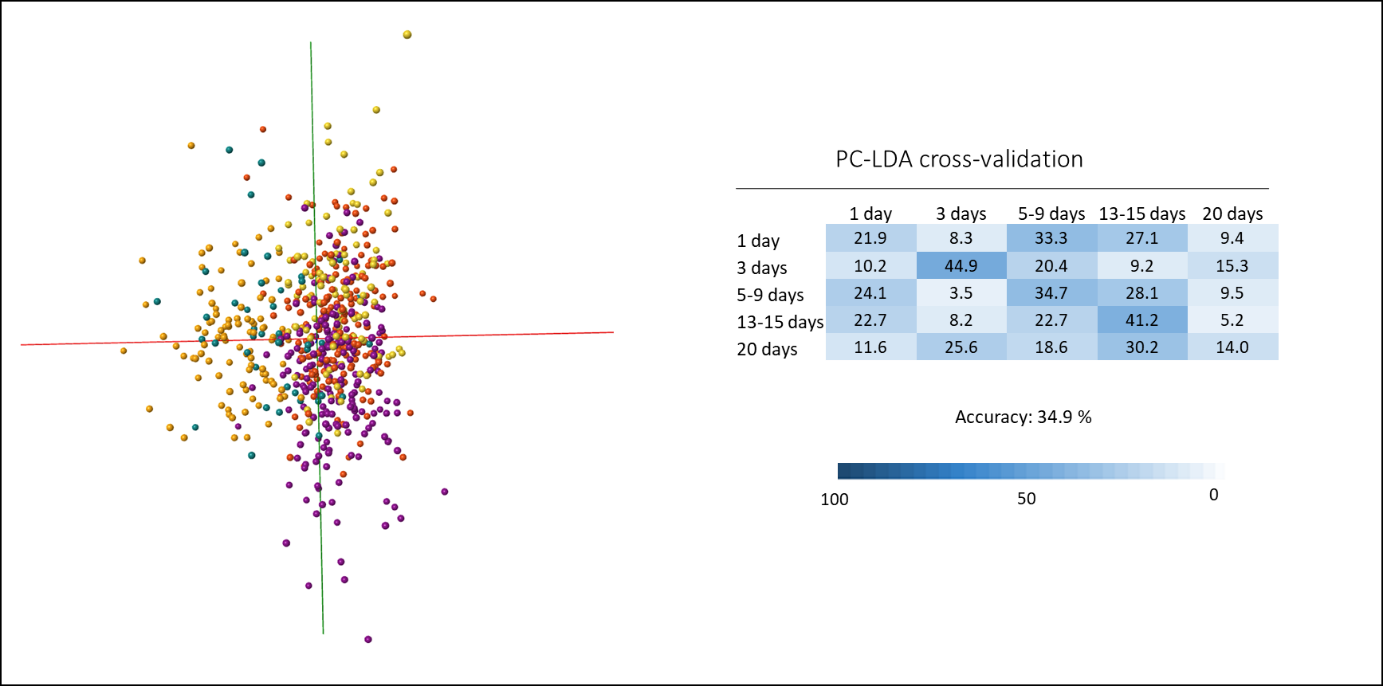 PC-LDA cross-validation
1 day 3 days 5-9 days 13-15 days 20 days
1 day 21.9 8.3 33.3 27.1 9.4
3 days 10.2 44.9 20.4 9.2 15.3
5-9 days 24.1 3.5 34.7 28.1 9.5
13-15 days 22.7 8.2 22.7 41.2 5.2
20 days 11.6 25.6 18.6 30.2 14.0
Accuracy: 34.9 %
100 50 0